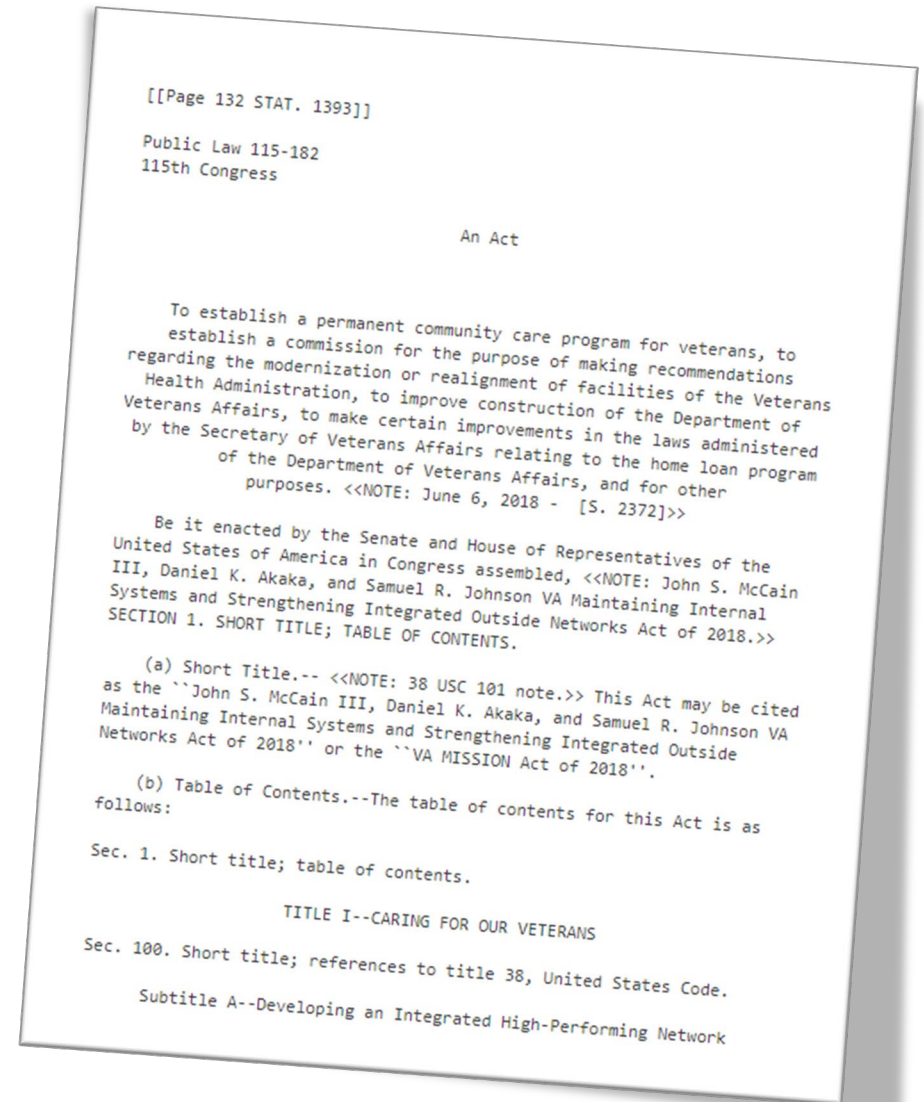 [[Page 132 STAT. 1393]]
Public Law 115-182
115th Congress
An Act
To establish a permanent community care program for veterans, to
establish a commission for the purpose of making recommendations
regarding the modernization or realignment of facilities of the Veterans
Health Administration, to improve construction of the Department of
Veterans Affairs, to make certain improvements in the laws administered
by the Secretary of Veterans Affairs relating to the home loan program
of the Department of Veterans Affairs, and for other
purposes. <<NOTE: June 6, 2018 -  [S. 2372]>>
Be it enacted by the Senate and House of Representatives of the
United States of America in Congress assembled, <<NOTE: John S. McCain
III, Daniel K. Akaka, and Samuel R. Johnson VA Maintaining Internal
Systems and Strengthening Integrated Outside Networks Act of 2018.>>
SECTION 1. SHORT TITLE; TABLE OF CONTENTS.
(a) Short Title.-- <<NOTE: 38 USC 101 note.>> This Act may be cited
as the ``John S. McCain III, Daniel K. Akaka, and Samuel R. Johnson VA
Maintaining Internal Systems and Strengthening Integrated Outside
Networks Act of 2018'' or the ``VA MISSION Act of 2018''.
(b) Table of Contents.--The table of contents for this Act is as
follows:
Sec. 1. Short title; table of contents.
TITLE I--CARING FOR OUR VETERANS
Sec. 100. Short title; references to title 38, United States Code.
Subtitle A--Developing an Integrated High-Performing Network